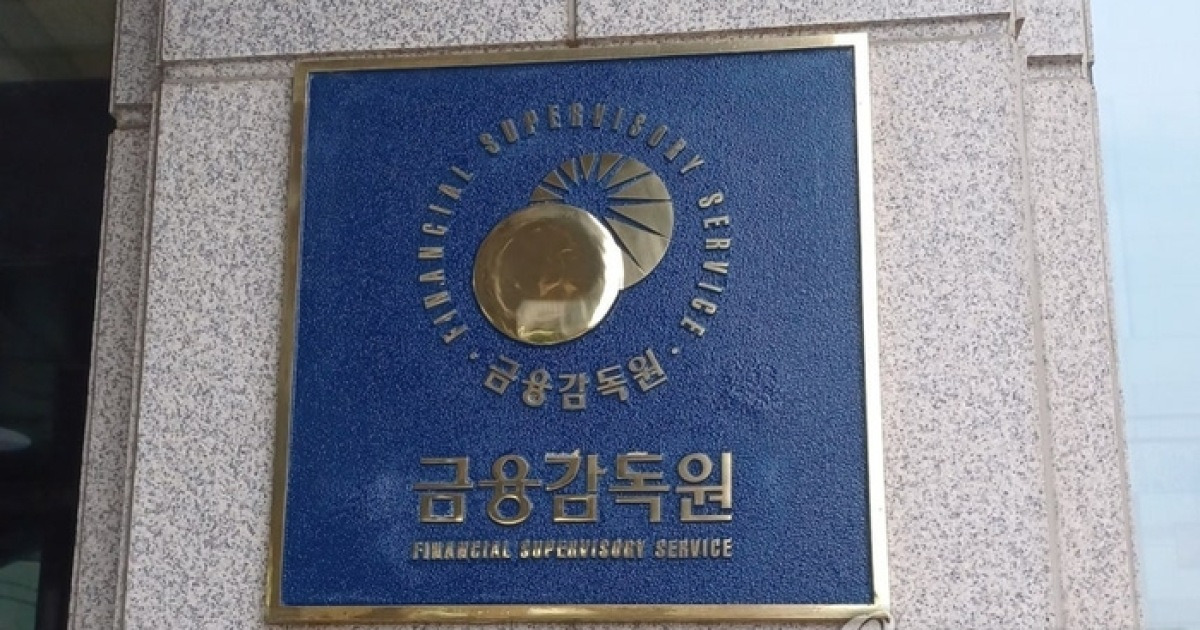 · FINANCIAL SUPERVISORY SERVICE ·
금융감독원
금융감독원
FINANCIAL SUPERVISORY SERVICE